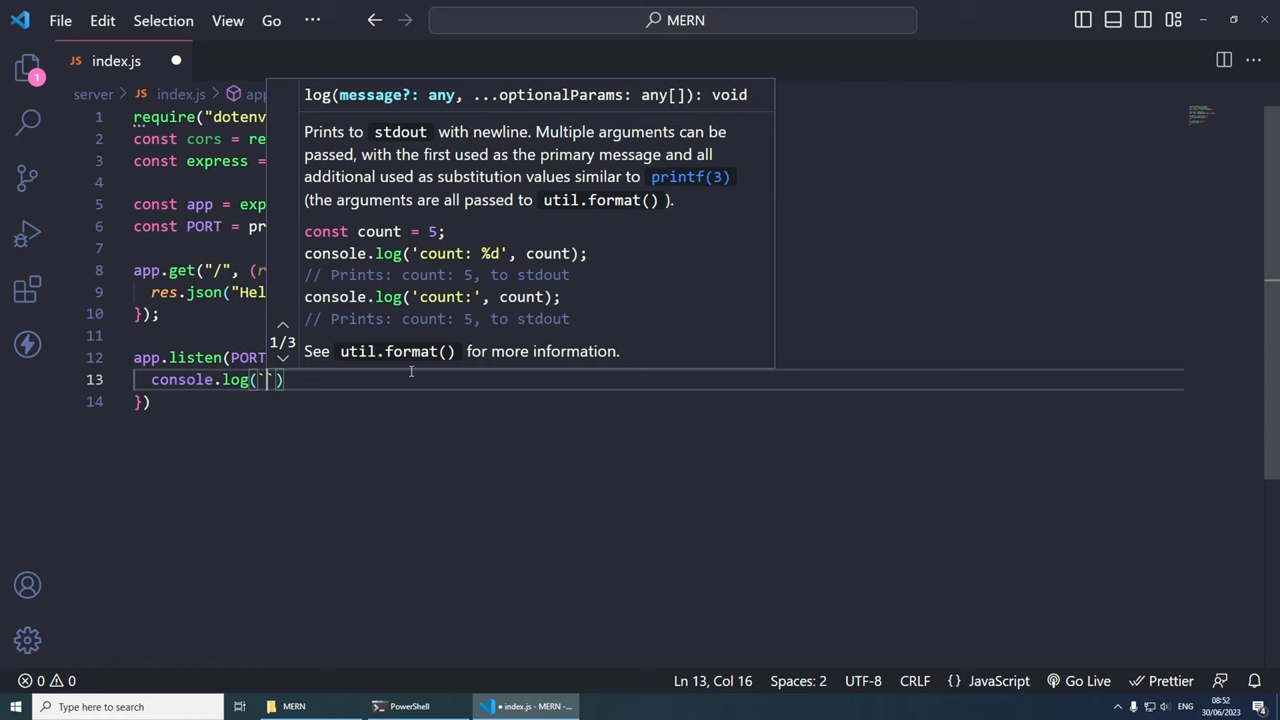 File Edit Selection View Go ··· MERN
JS index.js
server > JS index.js > app
log(message?: any, ...optionalParams: any[]): void
Prints to stdout with newline. Multiple arguments can be
passed, with the first used as the primary message and all
additional used as substitution values similar to printf(3)
(the arguments are all passed to util.format() ).
const count = 5;
console.log('count: %d', count);
// Prints: count: 5, to stdout
console.log('count:', count);
// Prints: count: 5, to stdout
See util.format() for more information.
1/3
1 require("dotenv
2 const cors = re
3 const express =
4
5 const app = exp
6 const PORT = pr
7
8 app.get("/", (r
9 res.json("Hel
10 });
11
12 app.listen(PORT
13 console.log(``)
14 })
1
0 0 Ln 13, Col 16 Spaces: 2 UTF-8 CRLF {} JavaScript Go Live Prettier
Type here to search MERN PowerShell • index.js - MERN -... ENG 08:52
30/06/2023
4